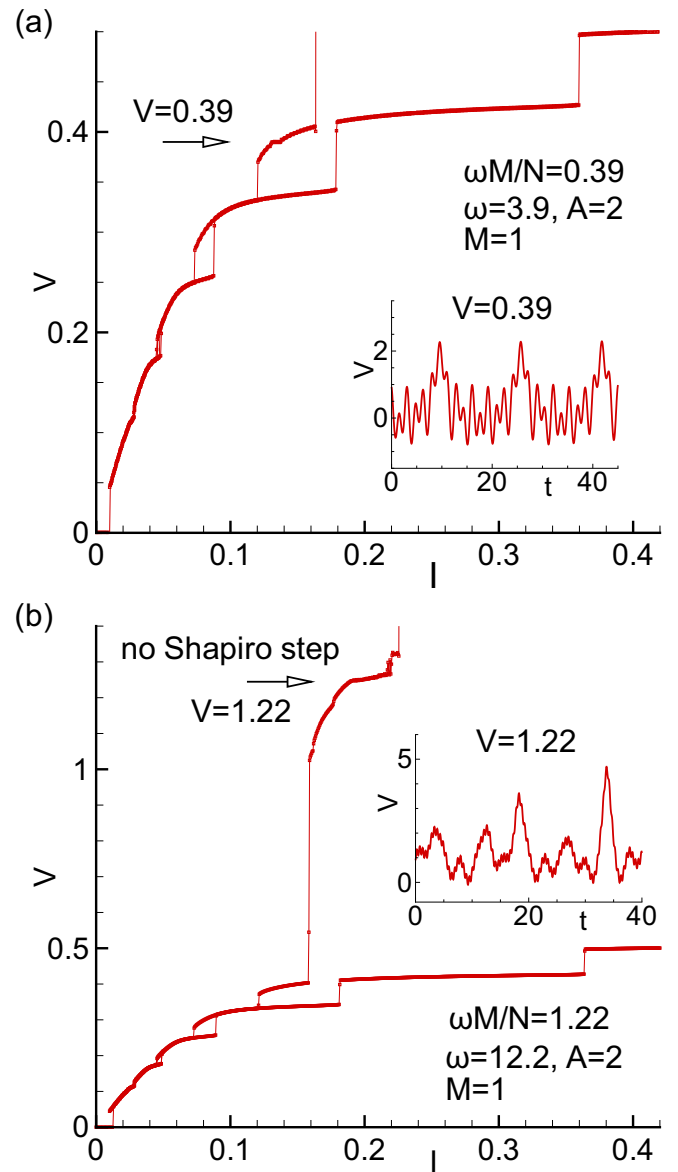 (a)
V=0.39
0.4
ωM/N=0.39
ω=3.9, A=2
M=1
V
V=0.39
0.2
2
V
0
0
20
t
40
0
0
0.1
0.2
0.3
0.4
I
(b)
no Shapiro step
V=1.22
V=1.22
5
V
1
0
0
20
t
40
V
0.5
ωM/N=1.22
ω=12.2, A=2
M=1
0
0
0.1
0.2
0.3
0.4
I